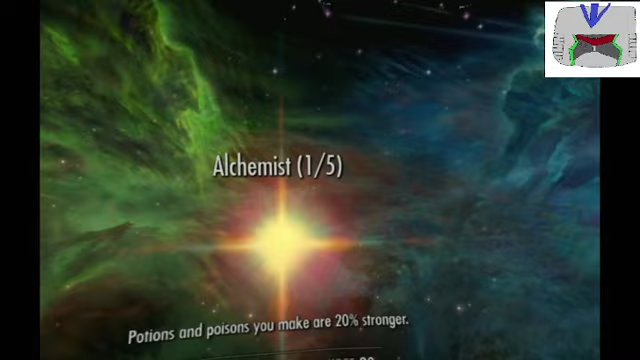 Alchemist (1/5)
Potions and poisons you make are 20% stronger.